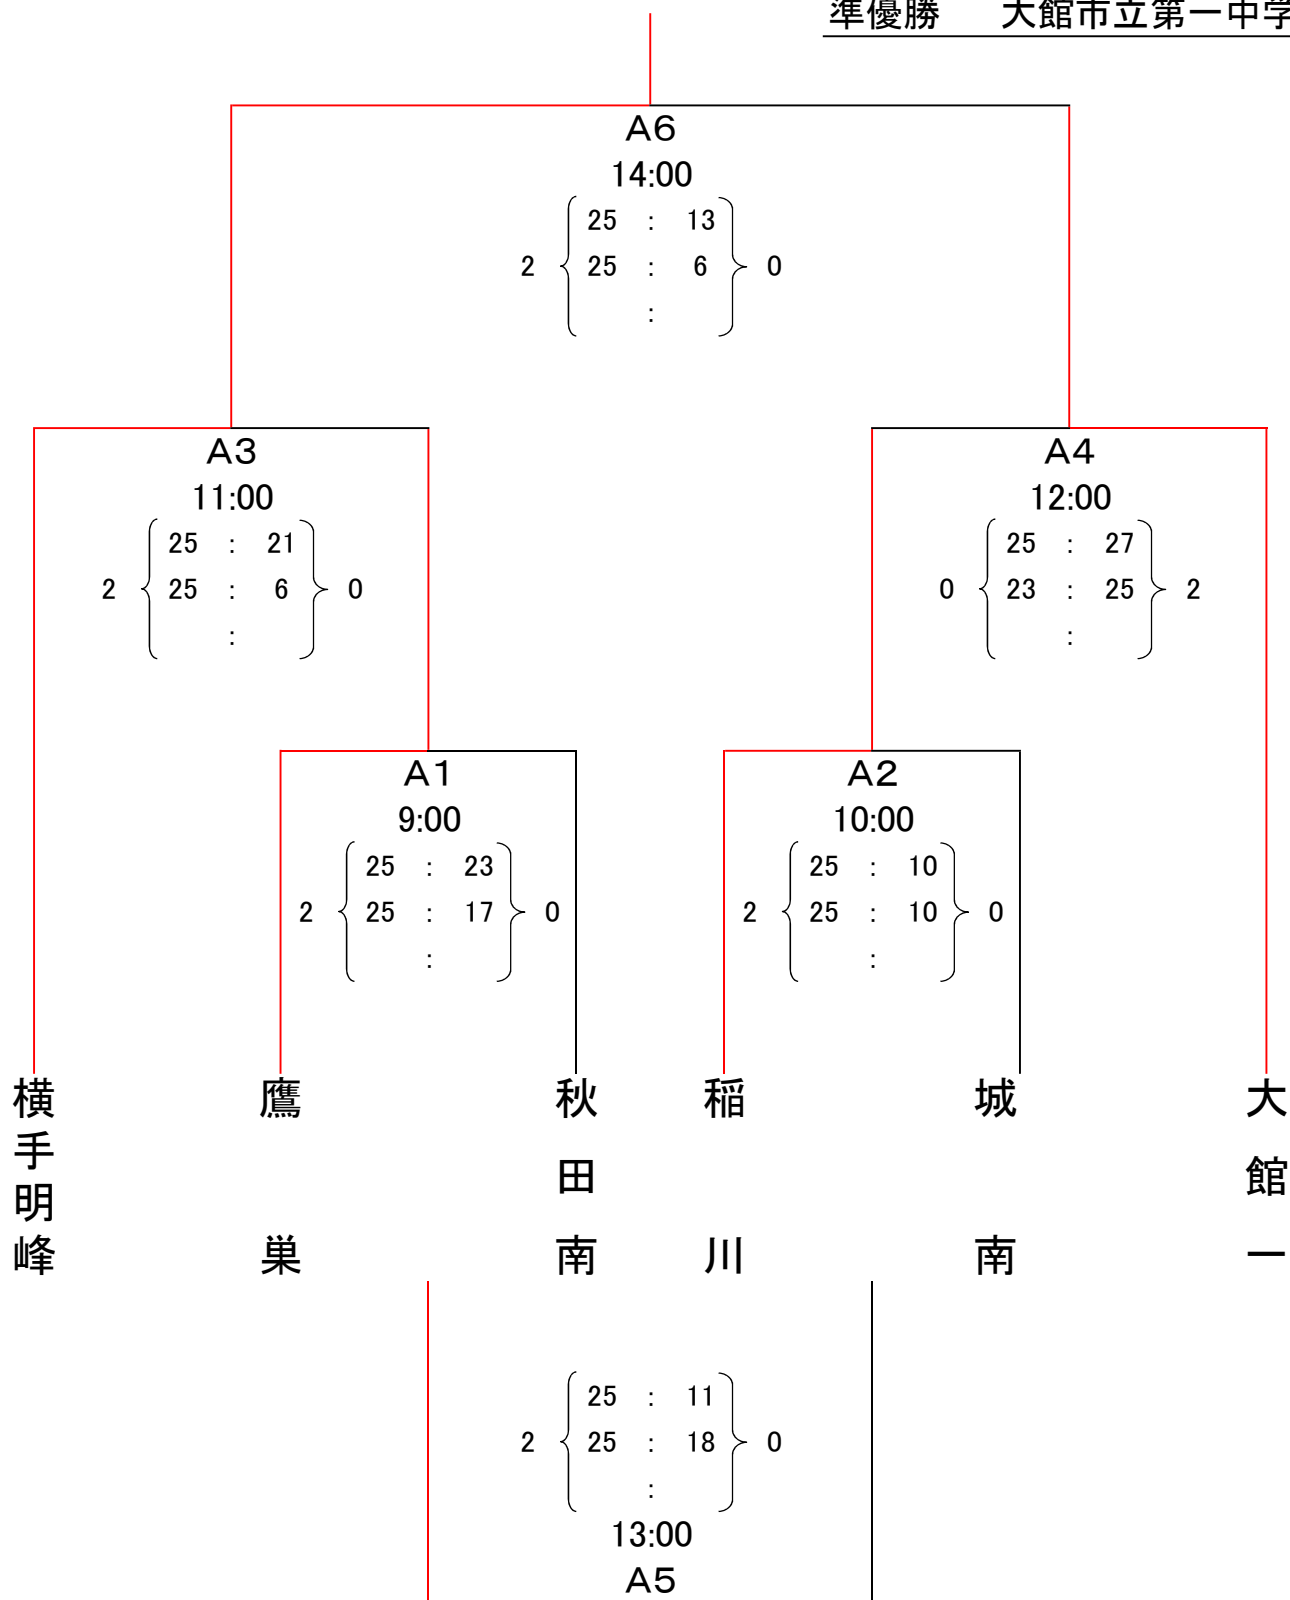 準優勝 大館市立第一中学
A6
14:00
25 : 13
2 25 : 6 0
:
A3
11:00
25 : 21
2 25 : 6 0
:
A4
12:00
25 : 27
0 23 : 25 2
:
A1
9:00
25 : 23
2 25 : 17 0
:
A2
10:00
25 : 10
2 25 : 10 0
:
横手明峰
鷹巣
秋田南
稲川
城南
大館一
25 : 11
2 25 : 18 0
:
13:00
A5